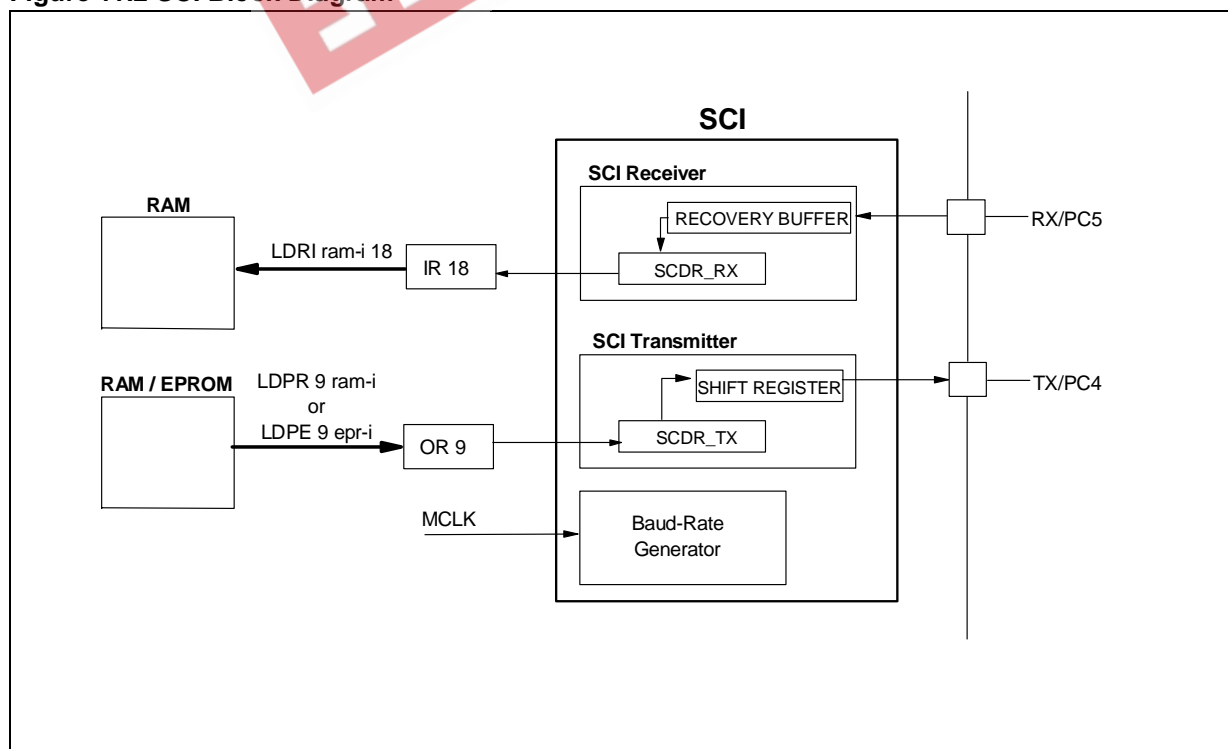 SCI
SCI Receiver
RAM
RECOVERY BUFFER
RX/PC5
LDRI ram-i 18
IR 18
SCDR_RX
SCI Transmitter
RAM / EPROM
LDPR 9 ram-i
or
LDPE 9 epr-i
SHIFT REGISTER
TX/PC4
OR 9
SCDR_TX
MCLK
Baud-Rate
Generator